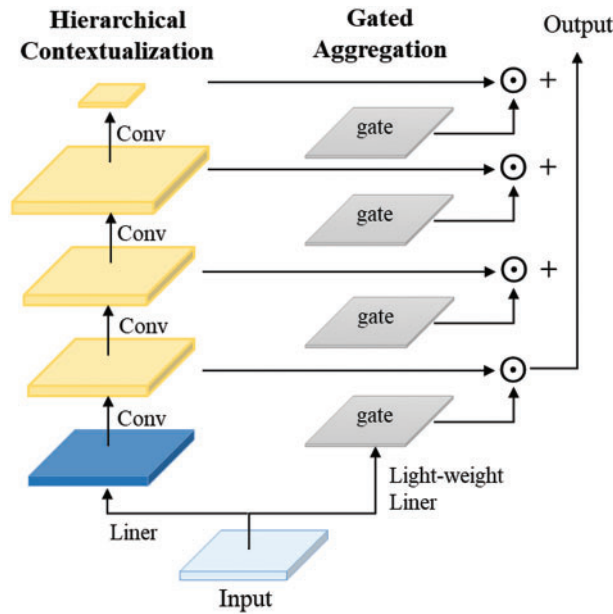 Hierarchical
Contextualization
Gated
Aggregation
Output
+
Conv
gate
+
Conv
gate
+
Conv
gate
Conv
gate
Light-weight
Liner
Liner
Input